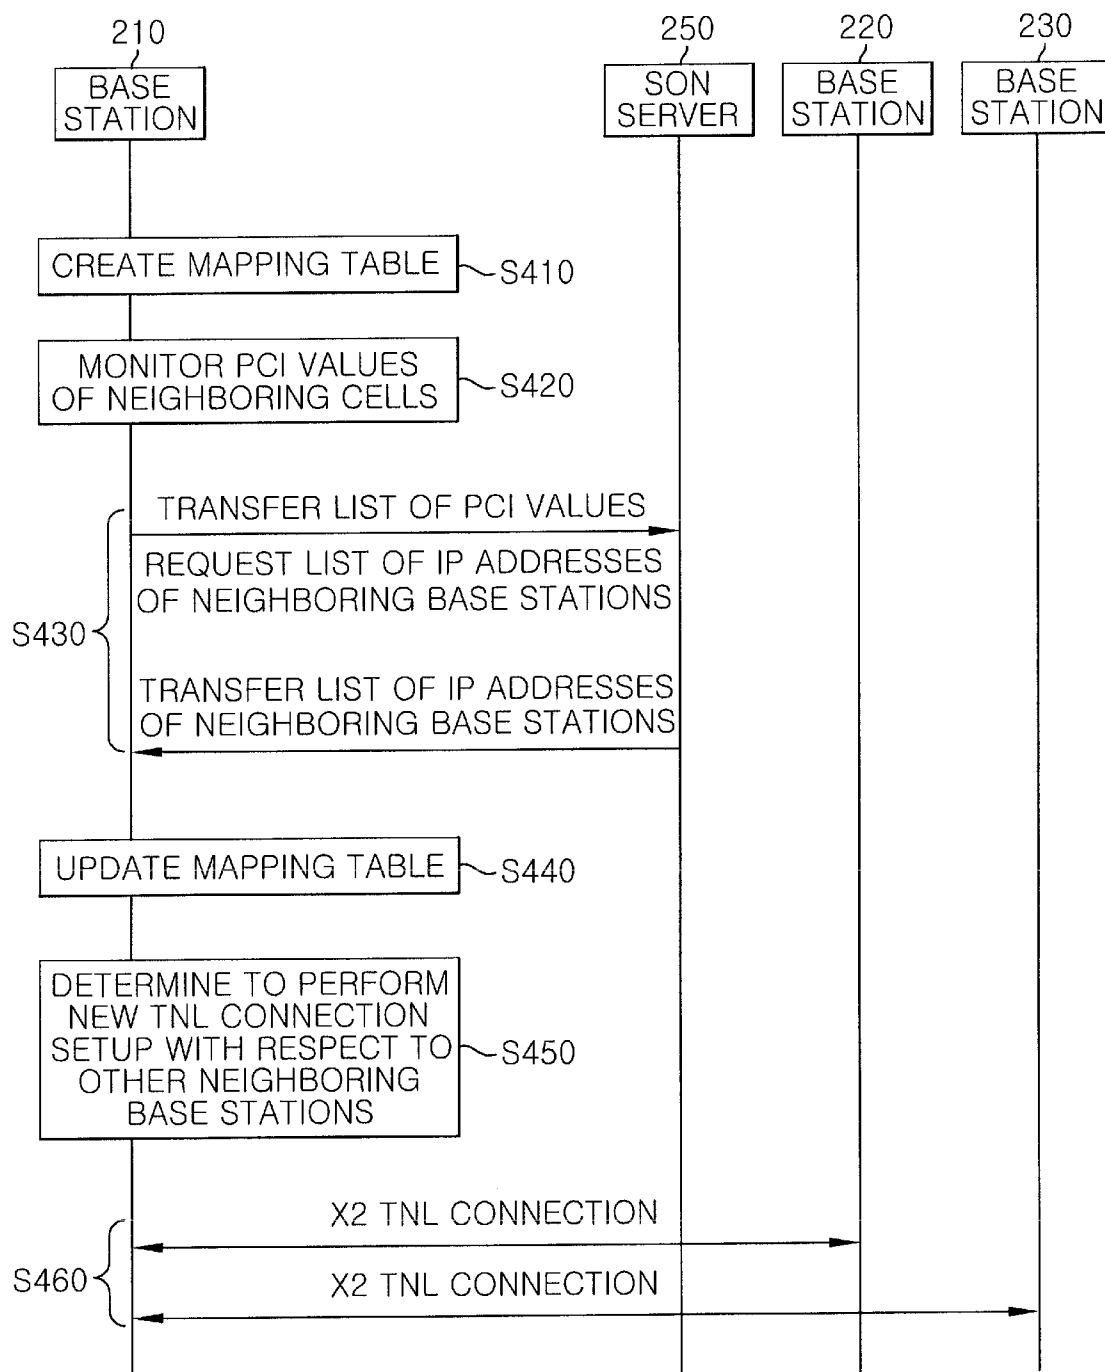 210
250
220
230
BASE
STATION
SON
SERVER
BASE
STATION
BASE
STATION
CREATE MAPPING TABLE
S410
MONITOR PCI VALUES
OF NEIGHBORING CELLS
S420
TRANSFER LIST OF PCI VALUES
REQUEST LIST OF IP ADDRESSES
OF NEIGHBORING BASE STATIONS
S430
TRANSFER LIST OF IP ADDRESSES
OF NEIGHBORING BASE STATIONS
UPDATE MAPPING TABLE
S440
DETERMINE TO PERFORM
NEW TNL CONNECTION
SETUP WITH RESPECT TO
OTHER NEIGHBORING
BASE STATIONS
S450
X2 TNL CONNECTION
S460
X2 TNL CONNECTION